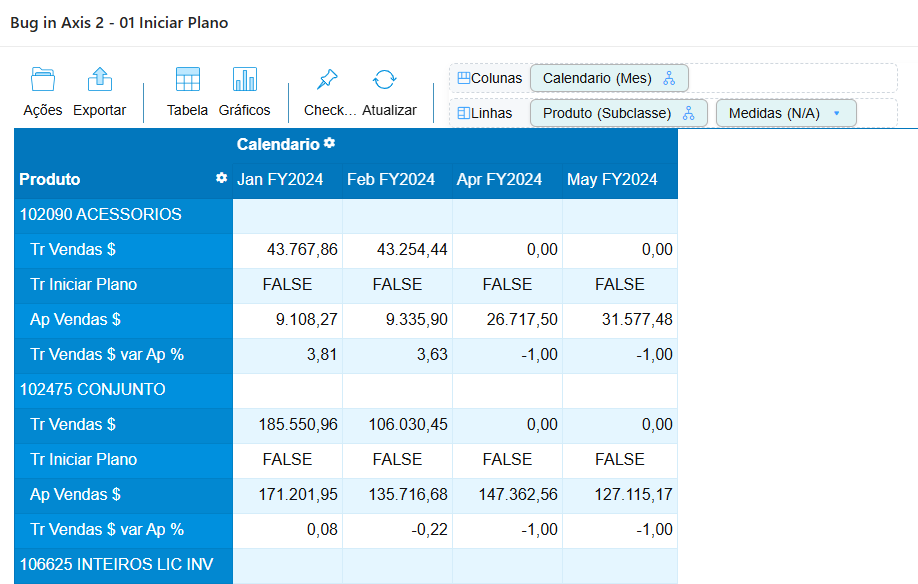 Bug in Axis 2 - 01 Iniciar Plano
Ações Exportar Tabela Gráficos Check... Atualizar
Colunas Calendario (Mes)
Linhas Produto (Subclasse) Medidas (N/A)
Calendario
Produto Jan FY2024 Feb FY2024 Apr FY2024 May FY2024
102090 ACESSORIOS
Tr Vendas $ 43.767,86 43.254,44 0,00 0,00
Tr Iniciar Plano FALSE FALSE FALSE FALSE
Ap Vendas $ 9.108,27 9.335,90 26.717,50 31.577,48
Tr Vendas $ var Ap % 3,81 3,63 -1,00 -1,00
102475 CONJUNTO
Tr Vendas $ 185.550,96 106.030,45 0,00 0,00
Tr Iniciar Plano FALSE FALSE FALSE FALSE
Ap Vendas $ 171.201,95 135.716,68 147.362,56 127.115,17
Tr Vendas $ var Ap % 0,08 -0,22 -1,00 -1,00
106625 INTEIROS LIC INV